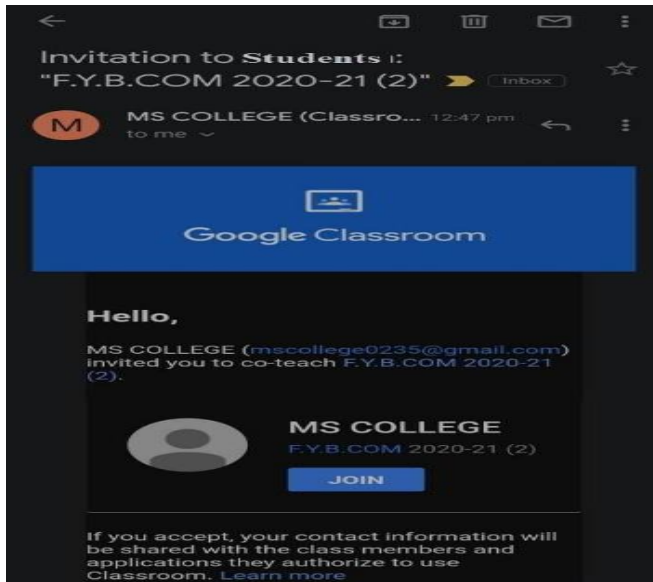 Invitation to Students :
"F.Y.B.COM 2020-21 (2)" Inbox
M
MS COLLEGE (Classro... 12:47 pm
to me
Google Classroom
Hello,
MS COLLEGE (mscollege0235@gmail.com)
invited you to co-teach F.Y.B.COM 2020-21
(2).
MS COLLEGE
F.Y.B.COM 2020-21 (2)
JOIN
If you accept, your contact information will
be shared with the class members and
applications they authorize to use
Classroom. Learn more